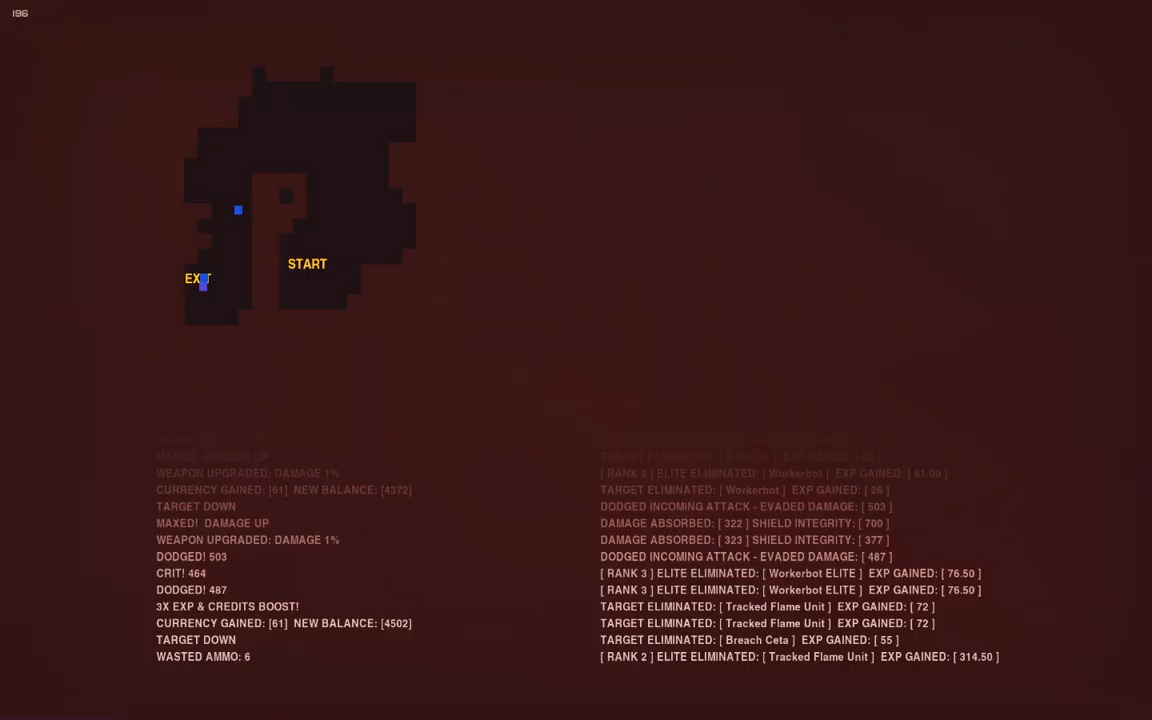 196
START
EXIT
MAXED! DAMAGE UP
WEAPON UPGRADED: DAMAGE 1%
CURRENCY GAINED: [61] NEW BALANCE: [4372]
TARGET DOWN
MAXED! DAMAGE UP
WEAPON UPGRADED: DAMAGE 1%
DODGED! 503
CRIT! 464
DODGED! 487
3X EXP & CREDITS BOOST!
CURRENCY GAINED: [61] NEW BALANCE: [4502]
TARGET DOWN
WASTED AMMO: 6
TARGET ELIMINATED: EXP GAINED:
[ RANK 2 ] ELITE ELIMINATED: [ Workerbot ] EXP GAINED: [ 51.00 ]
TARGET ELIMINATED: [ Workerbot ] EXP GAINED: [ 26 ]
DODGED INCOMING ATTACK - EVADED DAMAGE: [ 503 ]
DAMAGE ABSORBED: [ 322 ] SHIELD INTEGRITY: [ 700 ]
DAMAGE ABSORBED: [ 323 ] SHIELD INTEGRITY: [ 377 ]
DODGED INCOMING ATTACK - EVADED DAMAGE: [ 487 ]
[ RANK 3 ] ELITE ELIMINATED: [ Workerbot ELITE ] EXP GAINED: [ 76.50 ]
[ RANK 3 ] ELITE ELIMINATED: [ Workerbot ELITE ] EXP GAINED: [ 76.50 ]
TARGET ELIMINATED: [ Tracked Flame Unit ] EXP GAINED: [ 72 ]
TARGET ELIMINATED: [ Tracked Flame Unit ] EXP GAINED: [ 72 ]
TARGET ELIMINATED: [ Breach Ceta ] EXP GAINED: [ 55 ]
[ RANK 2 ] ELITE ELIMINATED: [ Tracked Flame Unit ] EXP GAINED: [ 314.50 ]